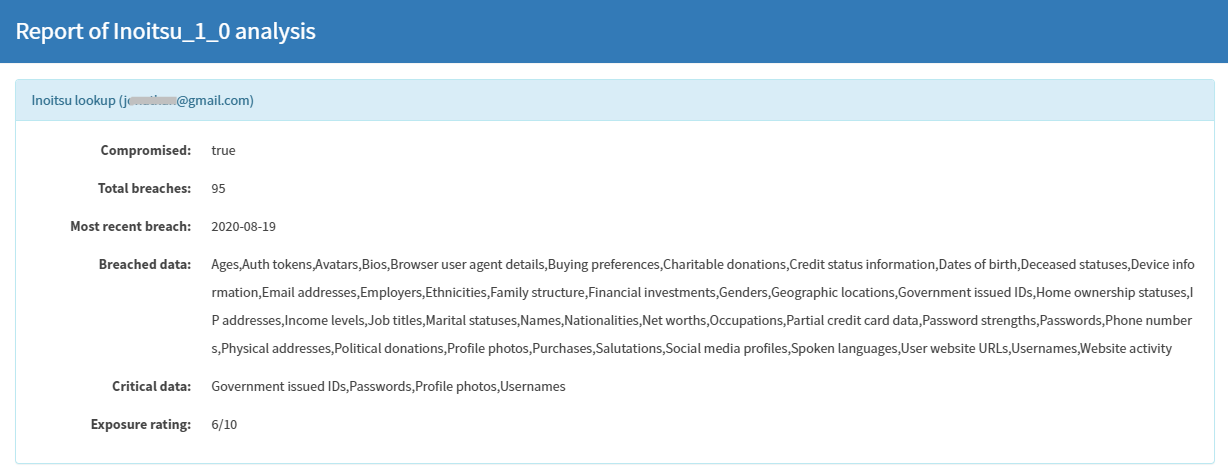 Report of Inoitsu_1_0 analysis
Inoitsu lookup (j @gmail.com)
Compromised: true
Total breaches: 95
Most recent breach: 2020-08-19
Breached data: Ages,Auth tokens,Avatars,Bios,Browser user agent details,Buying preferences,Charitable donations,Credit status information,Dates of birth,Deceased statuses,Device info
rmation,Email addresses,Employers,Ethnicities,Family structure,Financial investments,Genders,Geographic locations,Government issued IDs,Home ownership statuses,I
P addresses,Income levels,Job titles,Marital statuses,Names,Nationalities,Net worths,Occupations,Partial credit card data,Password strengths,Passwords,Phone number
s,Physical addresses,Political donations,Profile photos,Purchases,Salutations,Social media profiles,Spoken languages,User website URLs,Usernames,Website activity
Critical data: Government issued IDs,Passwords,Profile photos,Usernames
Exposure rating: 6/10